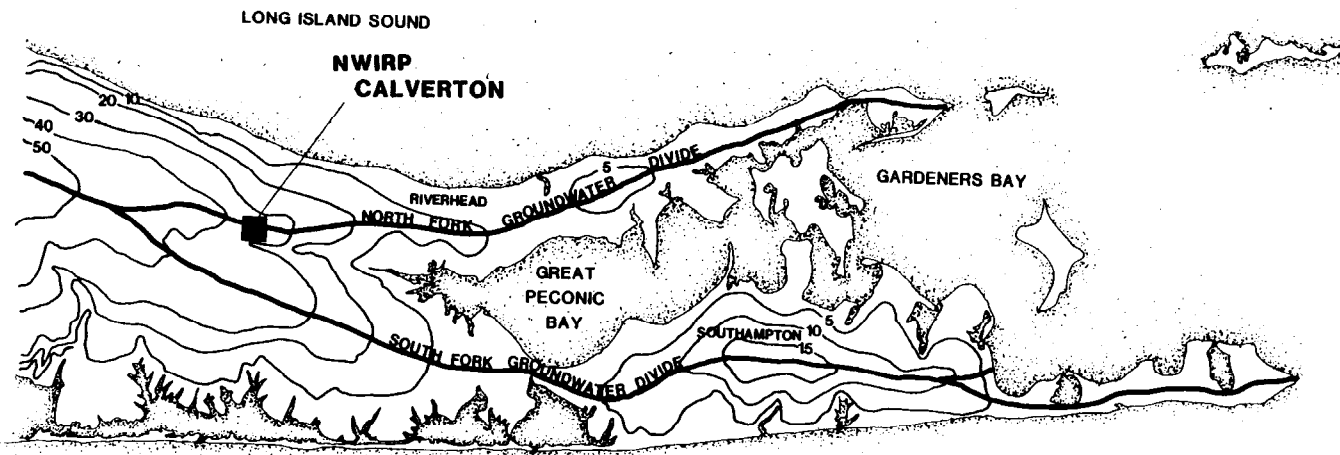 LONG ISLAND SOUND
NWIRP
CALVERTON
20 10
30
40
50
5
NORTH FORK GROUNDWATER DIVIDE
RIVERHEAD
GARDENERS BAY
GREAT
PECONIC
BAY
SOUTH FORK GROUNDWATER DIVIDE
SOUTHAMPTON 10 5
15